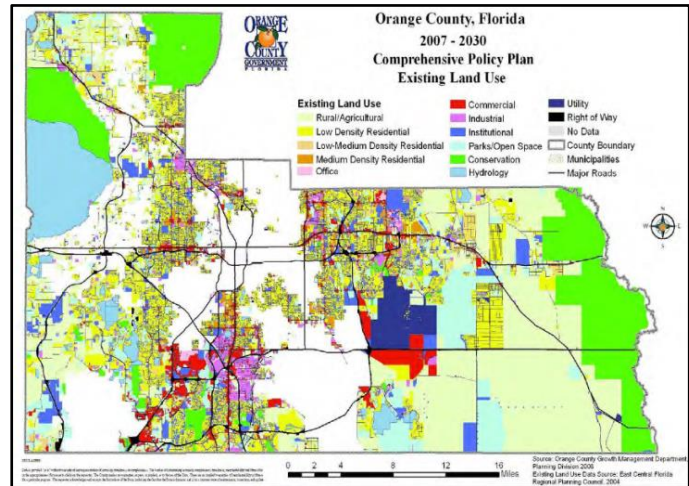 ORANGE
COUNTY
GOVERNMENT
FLORIDA
Orange County, Florida
2007 - 2030
Comprehensive Policy Plan
Existing Land Use
Existing Land Use
Rural/Agricultural
Low Density Residential
Low-Medium Density Residential
Medium Density Residential
Office
Commercial
Industrial
Institutional
Parks/Open Space
Conservation
Hydrology
Utility
Right of Way
No Data
County Boundary
Municipalities
Major Roads
N
W
E
S
0 2 4 8 12 16
Miles
Source: Orange County Growth Management Department,
Planning Division 2006
Existing Land Use Data Source: East Central Florida
Regional Planning Council, 2004